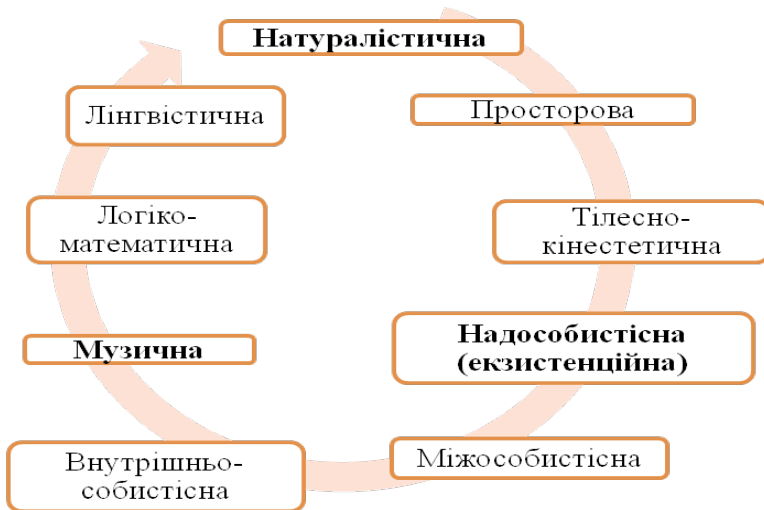 Натуралістична
Просторова
Тілесно-
кінестетична
Надособистісна
(екзистенційна)
Міжособистісна
Внутрішньо-
собистісна
Музична
Логіко-
математична
Лінгвістична